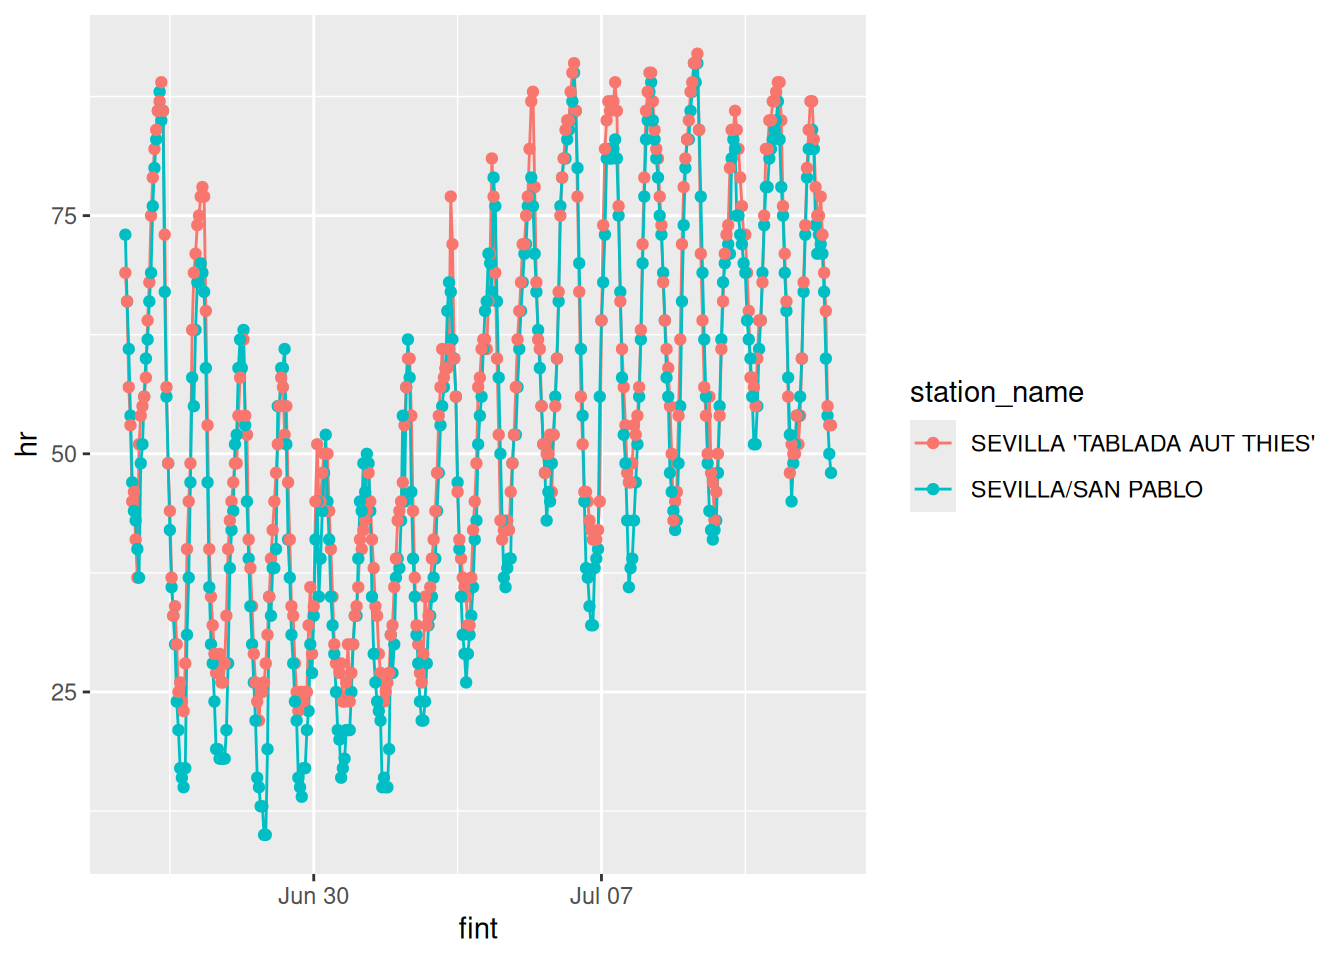 hr
75
50
25
Jun 30
Jul 07
fint
station_name
SEVILLA 'TABLADA AUT THIES'
SEVILLA/SAN PABLO